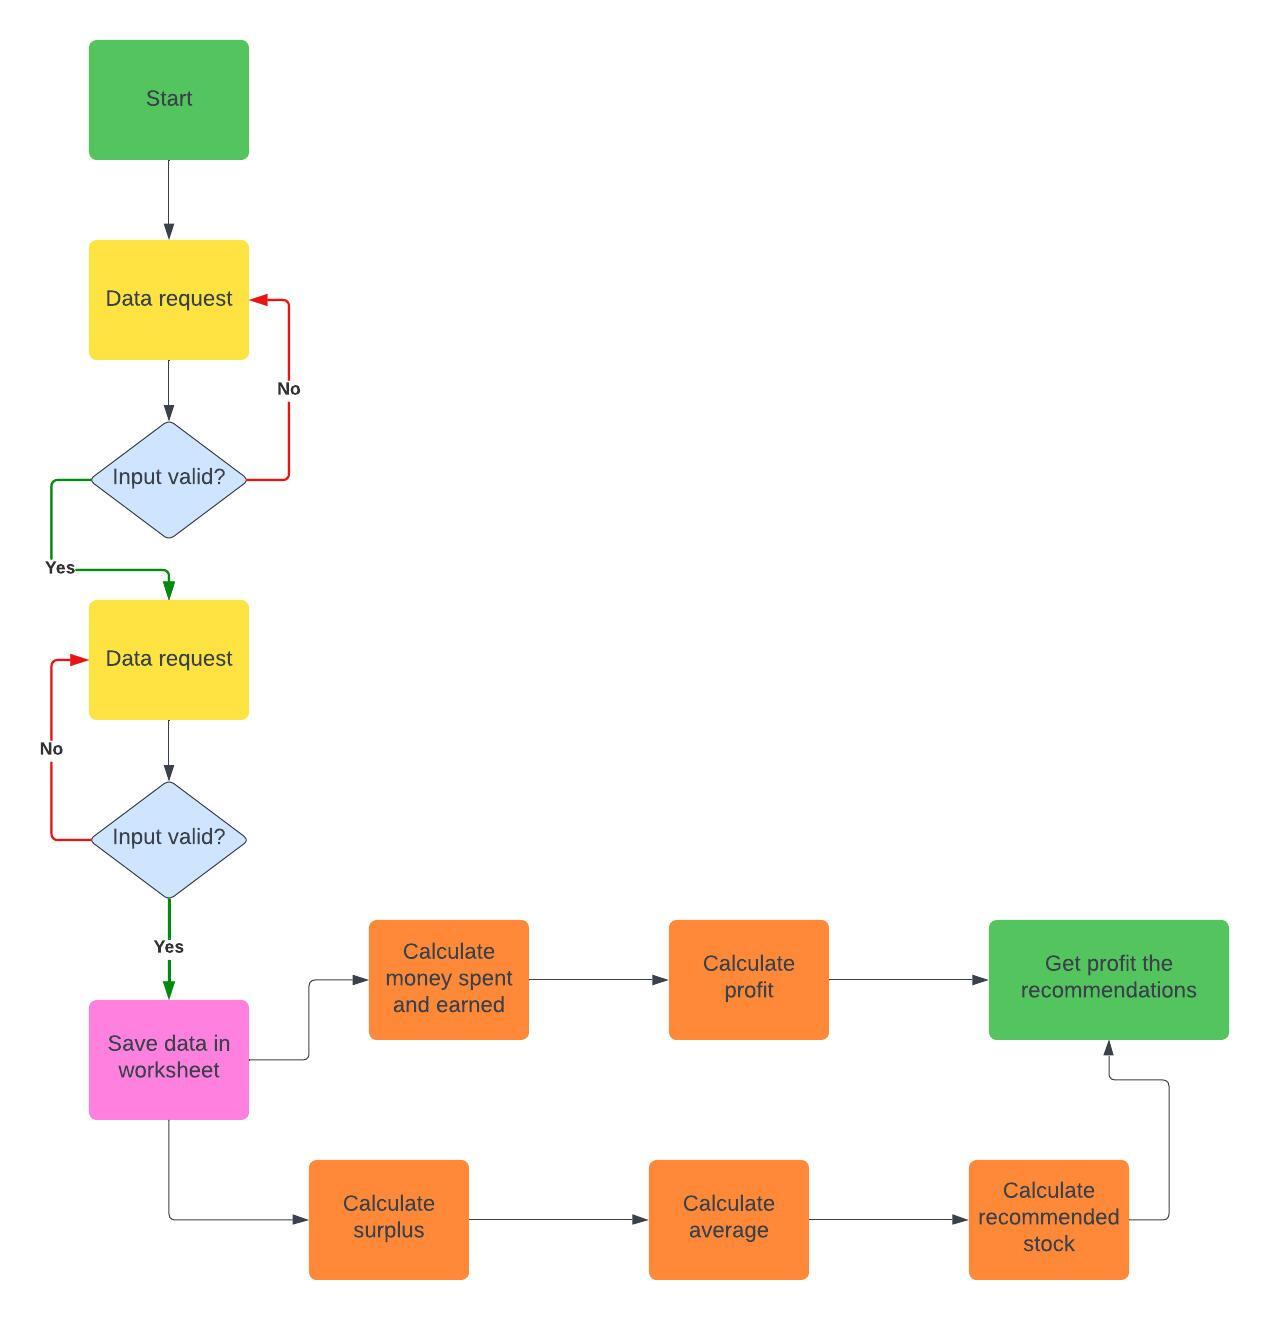 Start
Data request
No
Input valid?
Yes
Data request
No
Input valid?
Yes
Save data in
worksheet
Calculate
money spent
and earned
Calculate
profit
Get profit the
recommendations
Calculate
surplus
Calculate
average
Calculate
recommended
stock